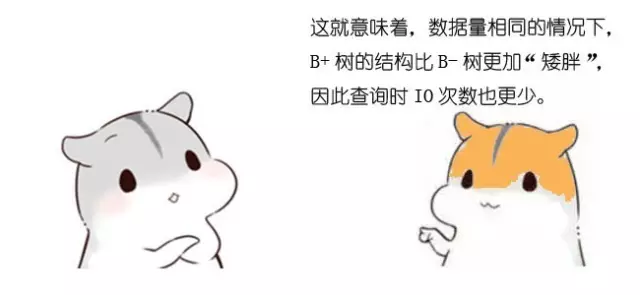 这就意味着，数据量相同的情况下，
B+ 树的结构比 B- 树更加“矮胖”，
因此查询时 IO 次数也更少。